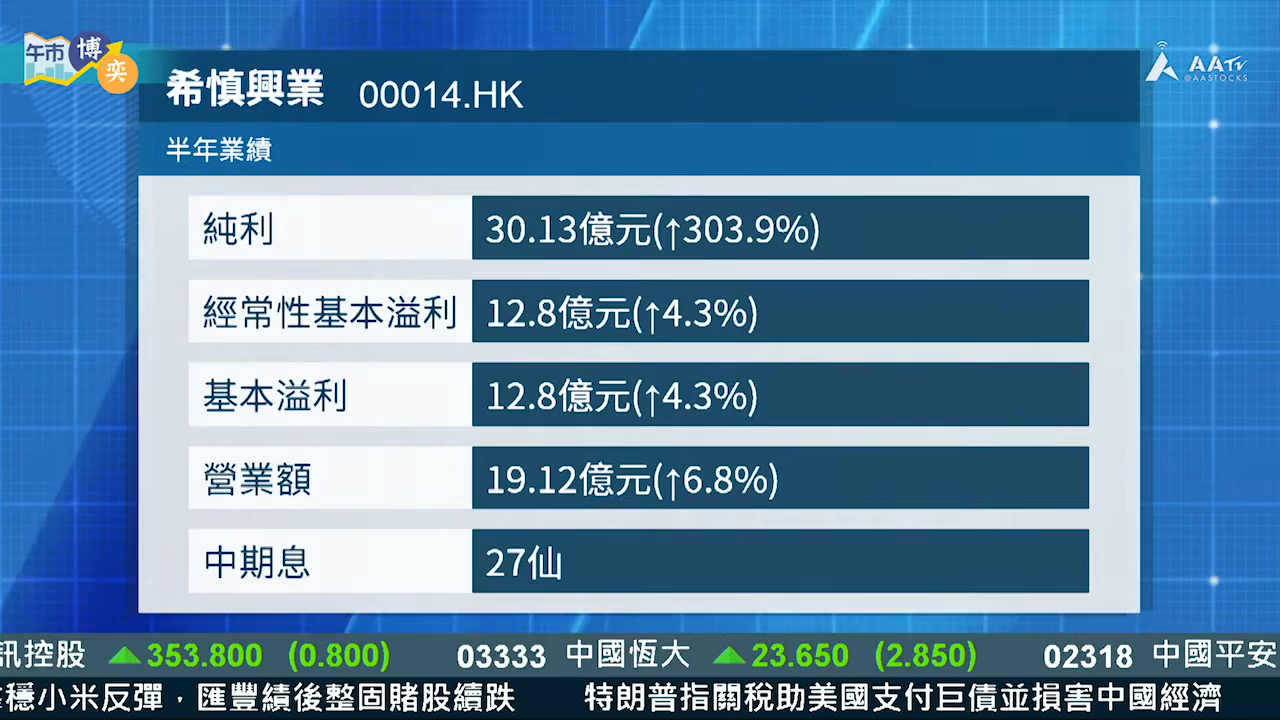 午市博奕
AATV
@AASTOCKS
希慎興業 00014.HK
半年業績
純利 30.13億元(↑303.9%)
經常性基本溢利 12.8億元(↑4.3%)
基本溢利 12.8億元(↑4.3%)
營業額 19.12億元(↑6.8%)
中期息 27仙
訊控股 ▲353.800 (0.800) 03333 中國恆大 ▲23.650 (2.850) 02318 中國平安
穩小米反彈，匯豐績後整固賭股續跌 特朗普指關稅助美國支付巨債並損害中國經濟